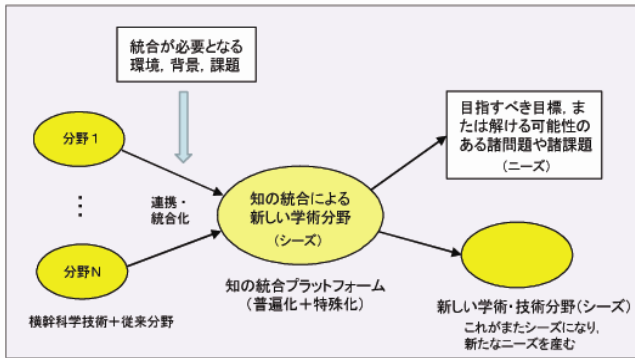 統合が必要となる
環境，背景，課題
分野1
⋮
分野N
横幹科学技術＋従来分野
連携・
統合化
知の統合による
新しい学術分野
（シーズ）
知の統合プラットフォーム
（普遍化＋特殊化）
目指すべき目標，ま
たは解ける可能性の
ある諸問題や諸課題
（ニーズ）
新しい学術・技術分野（シーズ）
これがまたシーズになり，
新たなニーズを産む